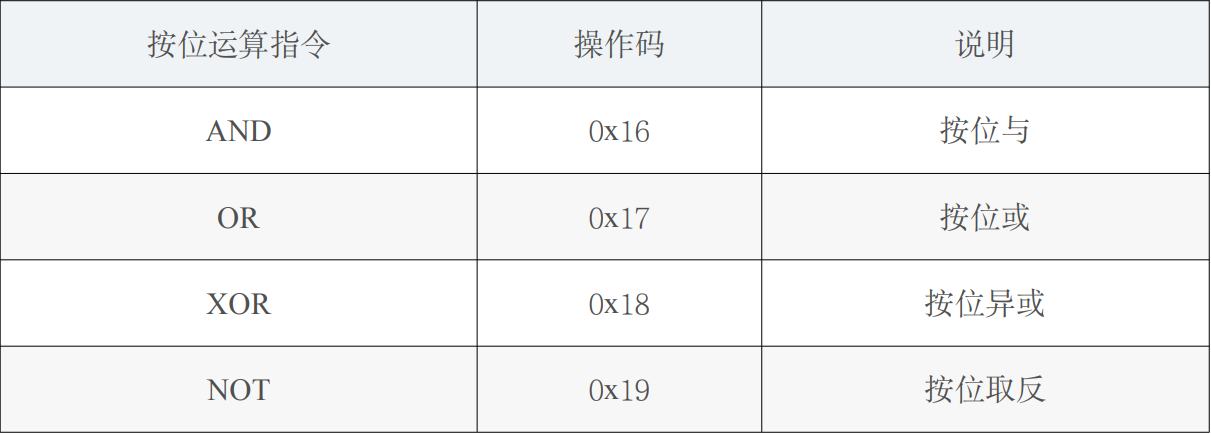 按位运算指令 操作码 说明
AND 0x16 按位与
OR 0x17 按位或
XOR 0x18 按位异或
NOT 0x19 按位取反